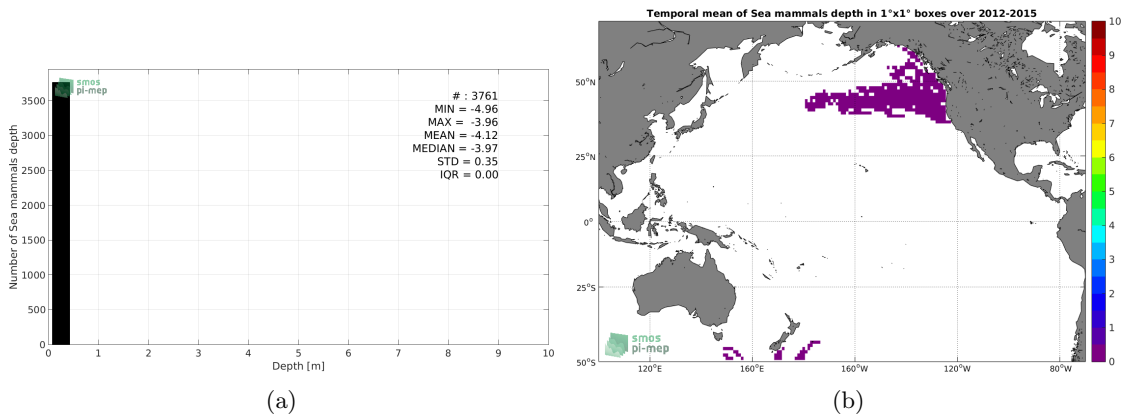 smos
pi-mep
# : 3761
MIN = -4.96
MAX = -3.96
MEAN = -4.12
MEDIAN = -3.97
STD = 0.35
IQR = 0.00
Number of Sea mammals depth
3500
3000
2500
2000
1500
1000
500
0
0 1 2 3 4 5 6 7 8 9 10
Depth [m]
(a)
Temporal mean of Sea mammals depth in 1°x1° boxes over 2012-2015
50°N
25°N
0°
25°S
50°S
120°E 160°E 160°W 120°W 80°W
smos
pi-mep
10
9
8
7
6
5
4
3
2
1
0
(b)